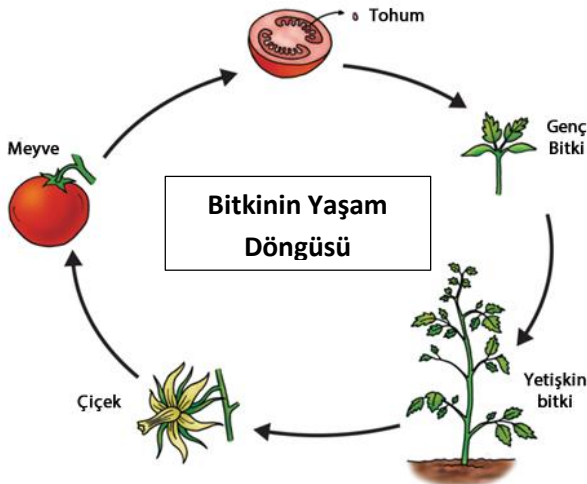 Bitkinin Yaşam
Döngüsü
Tohum
Genç
Bitki
Yetişkin
bitki
Çiçek
Meyve